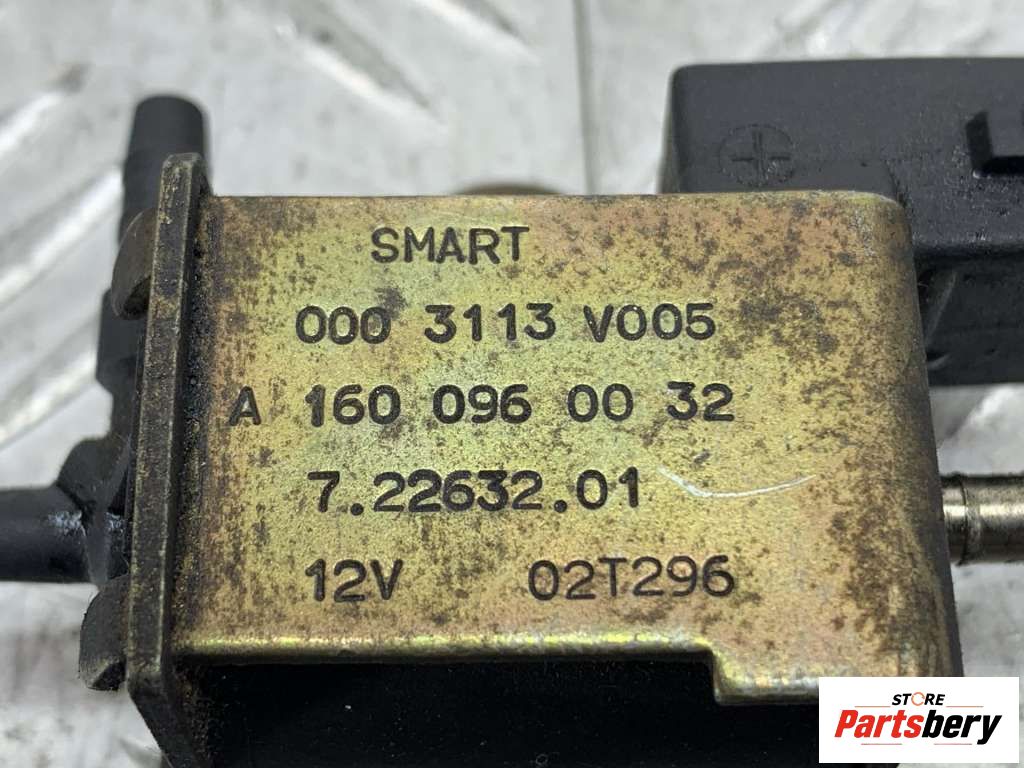 SMART
000 3113 V005
A 160 096 00 32
7.22632.01
12V 02T296
STORE
Partsbery